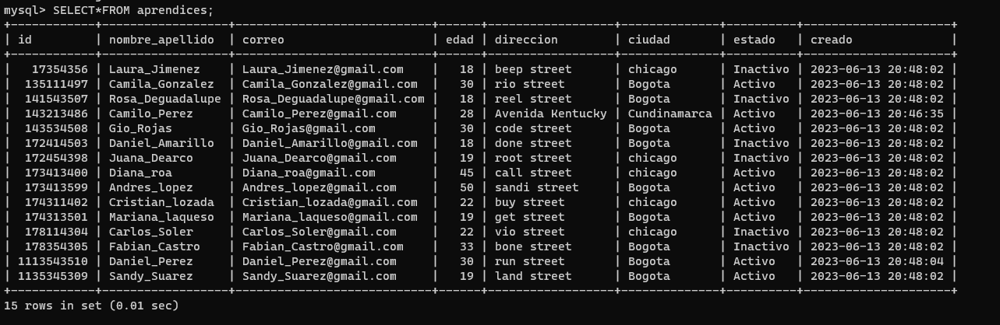 mysql> SELECT*FROM aprendices;
+------------+------------------+----------------------------+------+------------------+--------------+----------+---------------------+
| id         | nombre_apellido  | correo                     | edad | direccion        | ciudad       | estado   | creado              |
+------------+------------------+----------------------------+------+------------------+--------------+----------+---------------------+
|   17354356 | Laura_Jimenez    | Laura_Jimenez@gmail.com    |   18 | beep street      | chicago      | Inactivo | 2023-06-13 20:48:02 |
|  135111497 | Camila_Gonzalez  | Camila_Gonzalez@gmail.com  |   30 | rio street       | Bogota       | Activo   | 2023-06-13 20:48:02 |
|  141543507 | Rosa_Deguadalupe | Rosa_Deguadalupe@gmail.com |   18 | reel street      | Bogota       | Inactivo | 2023-06-13 20:48:02 |
|  143213486 | Camilo_Perez     | Camilo_Perez@gmail.com     |   28 | Avenida Kentucky | Cundinamarca | Activo   | 2023-06-13 20:46:35 |
|  143534508 | Gio_Rojas        | Gio_Rojas@gmail.com        |   30 | code street      | Bogota       | Activo   | 2023-06-13 20:48:02 |
|  172414503 | Daniel_Amarillo  | Daniel_Amarillo@gmail.com  |   18 | done street      | Bogota       | Inactivo | 2023-06-13 20:48:02 |
|  172454398 | Juana_Dearco     | Juana_Dearco@gmail.com     |   19 | root street      | chicago      | Inactivo | 2023-06-13 20:48:02 |
|  173413400 | Diana_roa        | Diana_roa@gmail.com        |   45 | call street      | chicago      | Activo   | 2023-06-13 20:48:02 |
|  173413599 | Andres_lopez     | Andres_lopez@gmail.com     |   50 | sandi street     | Bogota       | Activo   | 2023-06-13 20:48:02 |
|  174311402 | Cristian_lozada  | Cristian_lozada@gmail.com  |   22 | buy street       | chicago      | Activo   | 2023-06-13 20:48:02 |
|  174313501 | Mariana_laqueso  | Mariana_laqueso@gmail.com  |   19 | get street       | Bogota       | Activo   | 2023-06-13 20:48:02 |
|  178114304 | Carlos_Soler     | Carlos_Soler@gmail.com     |   22 | vio street       | chicago      | Inactivo | 2023-06-13 20:48:02 |
|  178354305 | Fabian_Castro    | Fabian_Castro@gmail.com    |   33 | bone street      | Bogota       | Inactivo | 2023-06-13 20:48:02 |
| 1113543510 | Daniel_Perez     | Daniel_Perez@gmail.com     |   30 | run street       | Bogota       | Activo   | 2023-06-13 20:48:04 |
| 1135345309 | Sandy_Suarez     | Sandy_Suarez@gmail.com     |   19 | land street      | Bogota       | Activo   | 2023-06-13 20:48:02 |
+------------+------------------+----------------------------+------+------------------+--------------+----------+---------------------+
15 rows in set (0.01 sec)